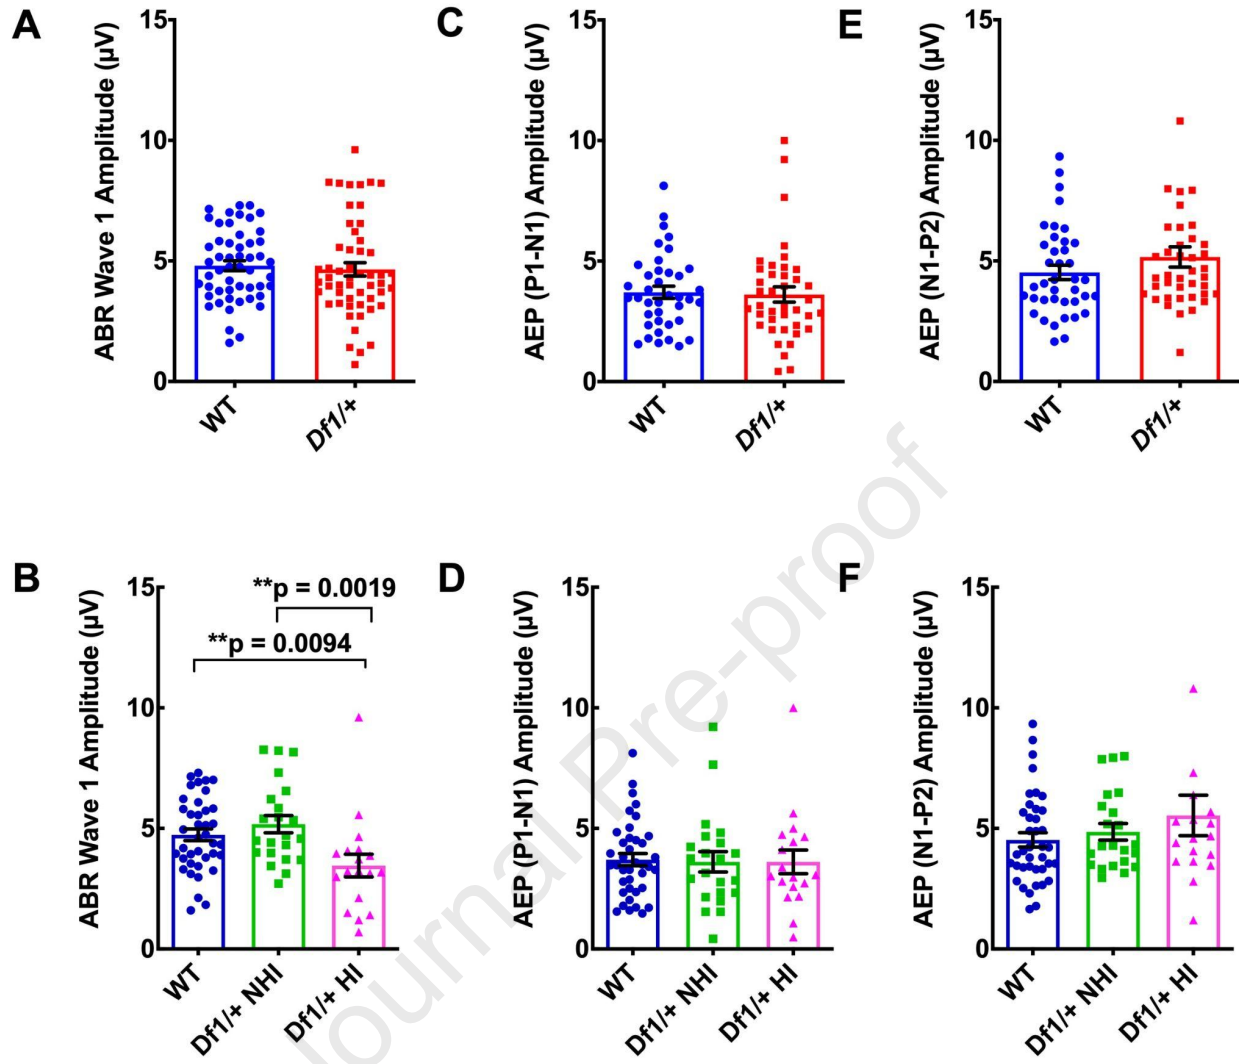 A
ABR Wave 1 Amplitude (µV)
15
10
5
0
WT
Df1/+
C
AEP (P1-N1) Amplitude (µV)
15
10
5
0
WT
Df1/+
E
AEP (N1-P2) Amplitude (µV)
15
10
5
0
WT
Df1/+
B
ABR Wave 1 Amplitude (µV)
15
10
5
0
**p = 0.0019
**p = 0.0094
WT
Df1/+ NHI
Df1/+ HI
D
AEP (P1-N1) Amplitude (µV)
15
10
5
0
WT
Df1/+ NHI
Df1/+ HI
F
AEP (N1-P2) Amplitude (µV)
15
10
5
0
WT
Df1/+ NHI
Df1/+ HI
Journal Pre-proof